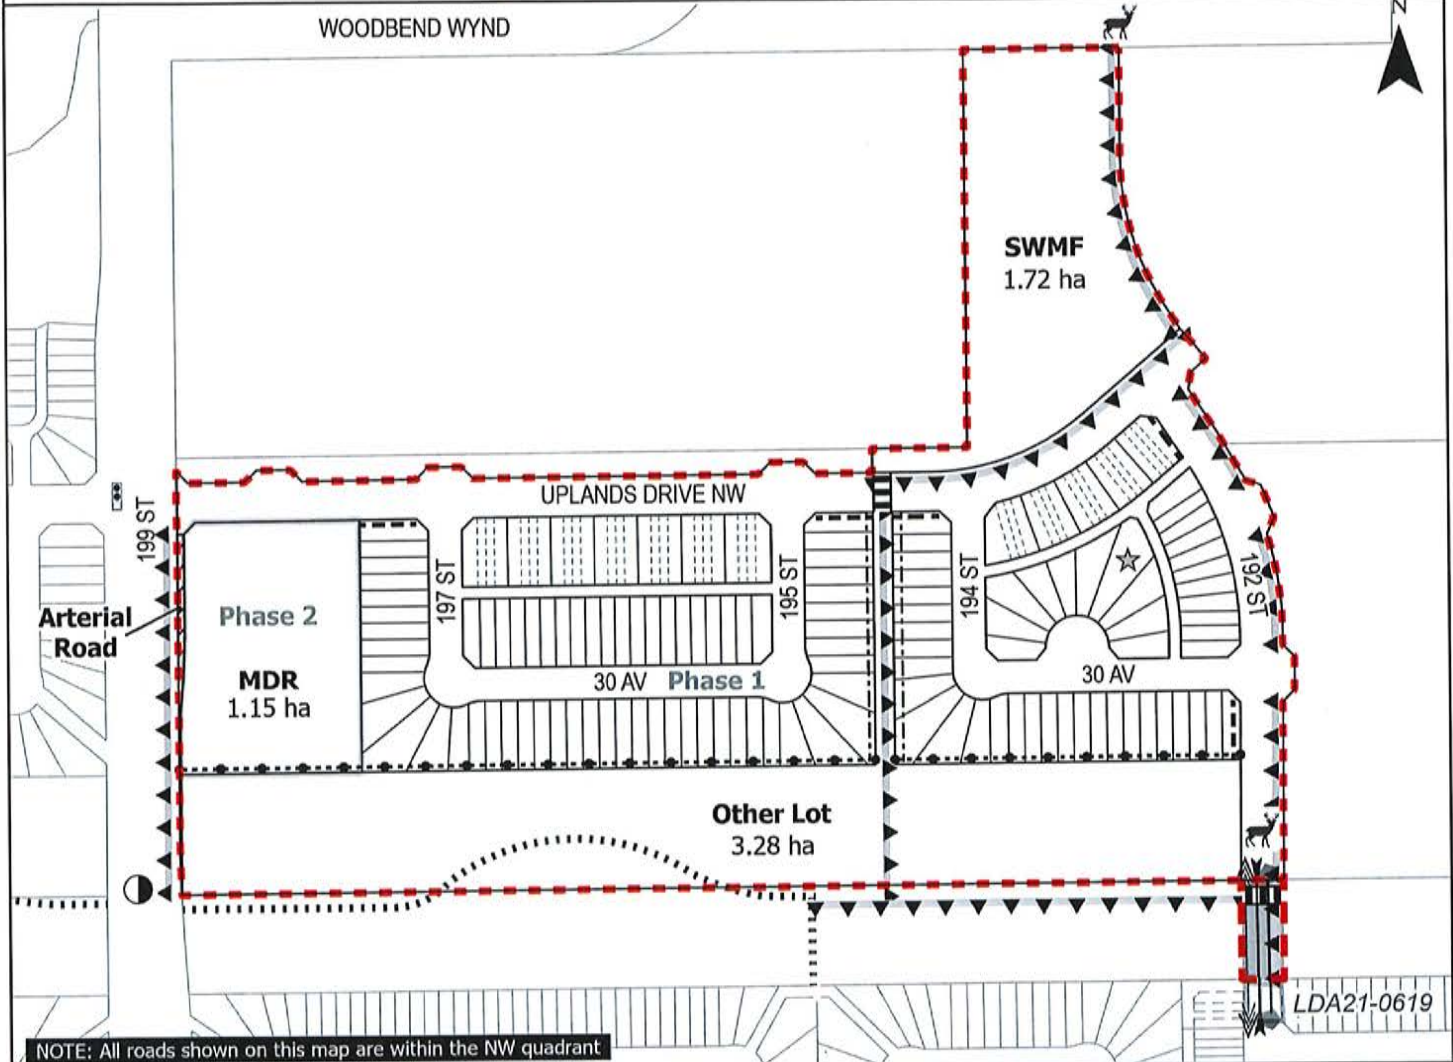 WOODBEND WYND
N
SWMF
1.72 ha
UPLANDS DRIVE NW
199 ST
197 ST
195 ST
194 ST
192 ST
Arterial
Road
Phase 2
MDR
1.15 ha
30 AV
Phase 1
30 AV
Other Lot
3.28 ha
LDA21-0619
NOTE: All roads shown on this map are within the NW quadrant